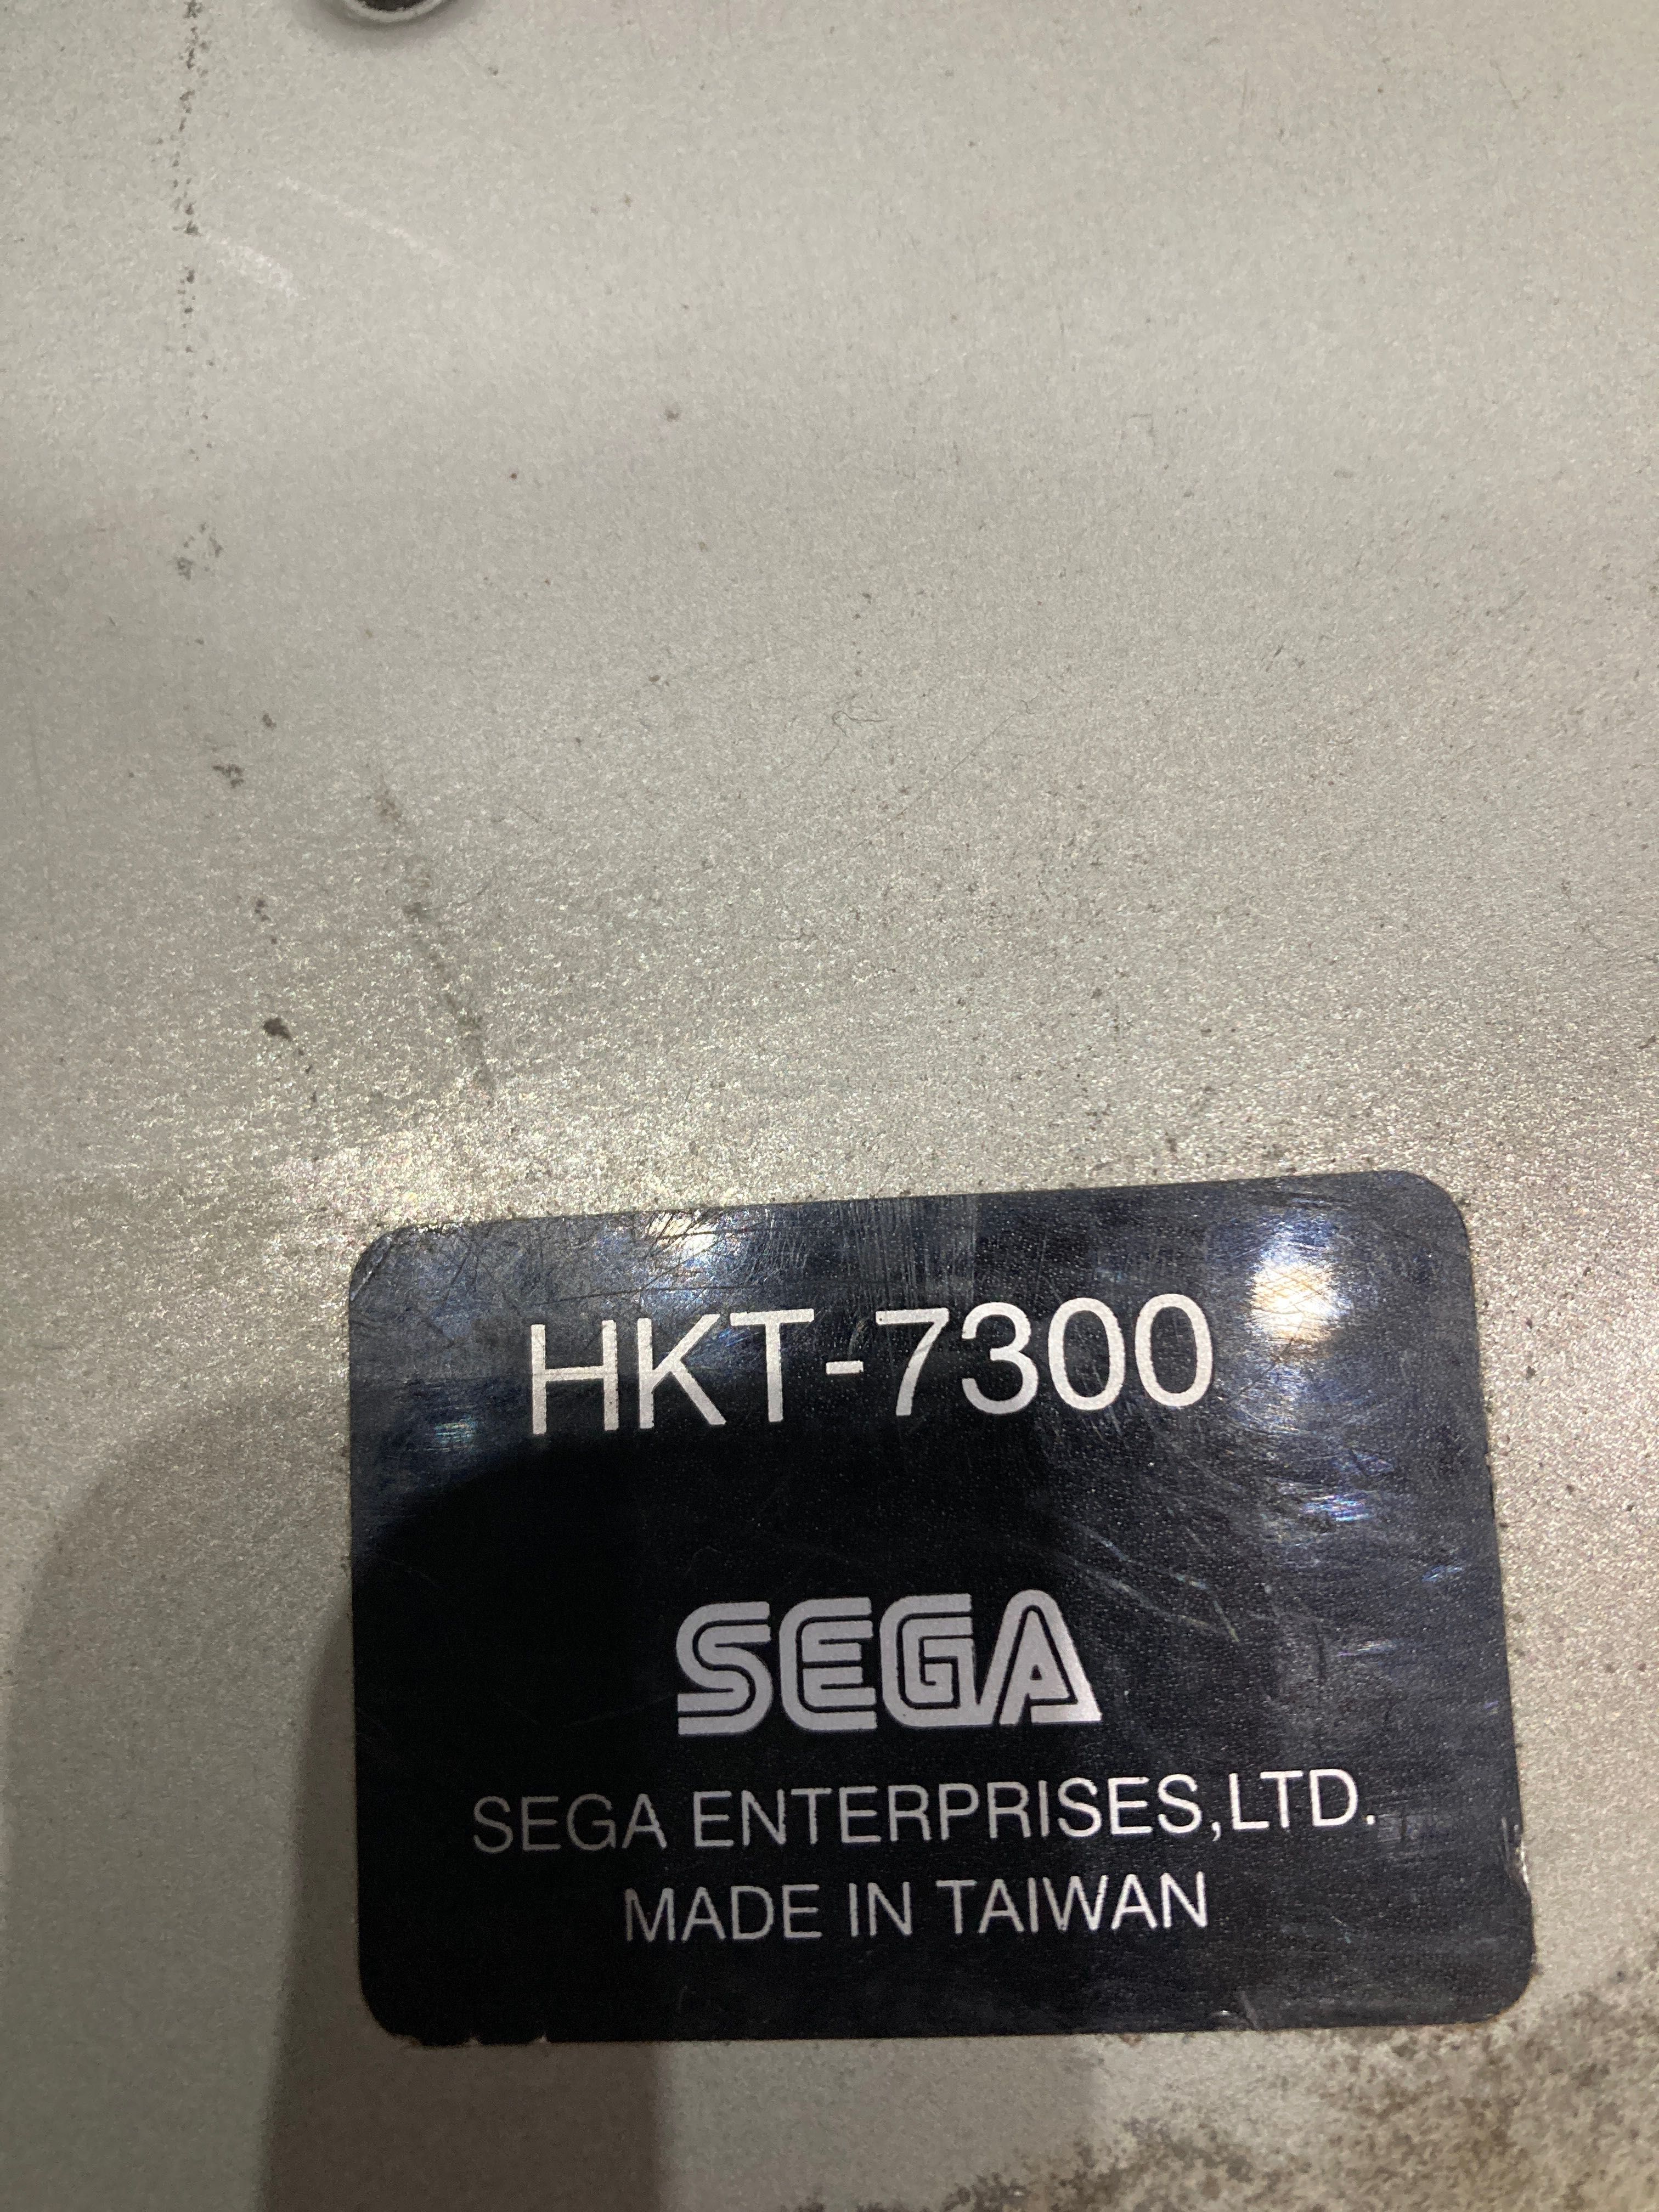 HKT-7300
SEGA
SEGA ENTERPRISES,LTD.
MADE IN TAIWAN